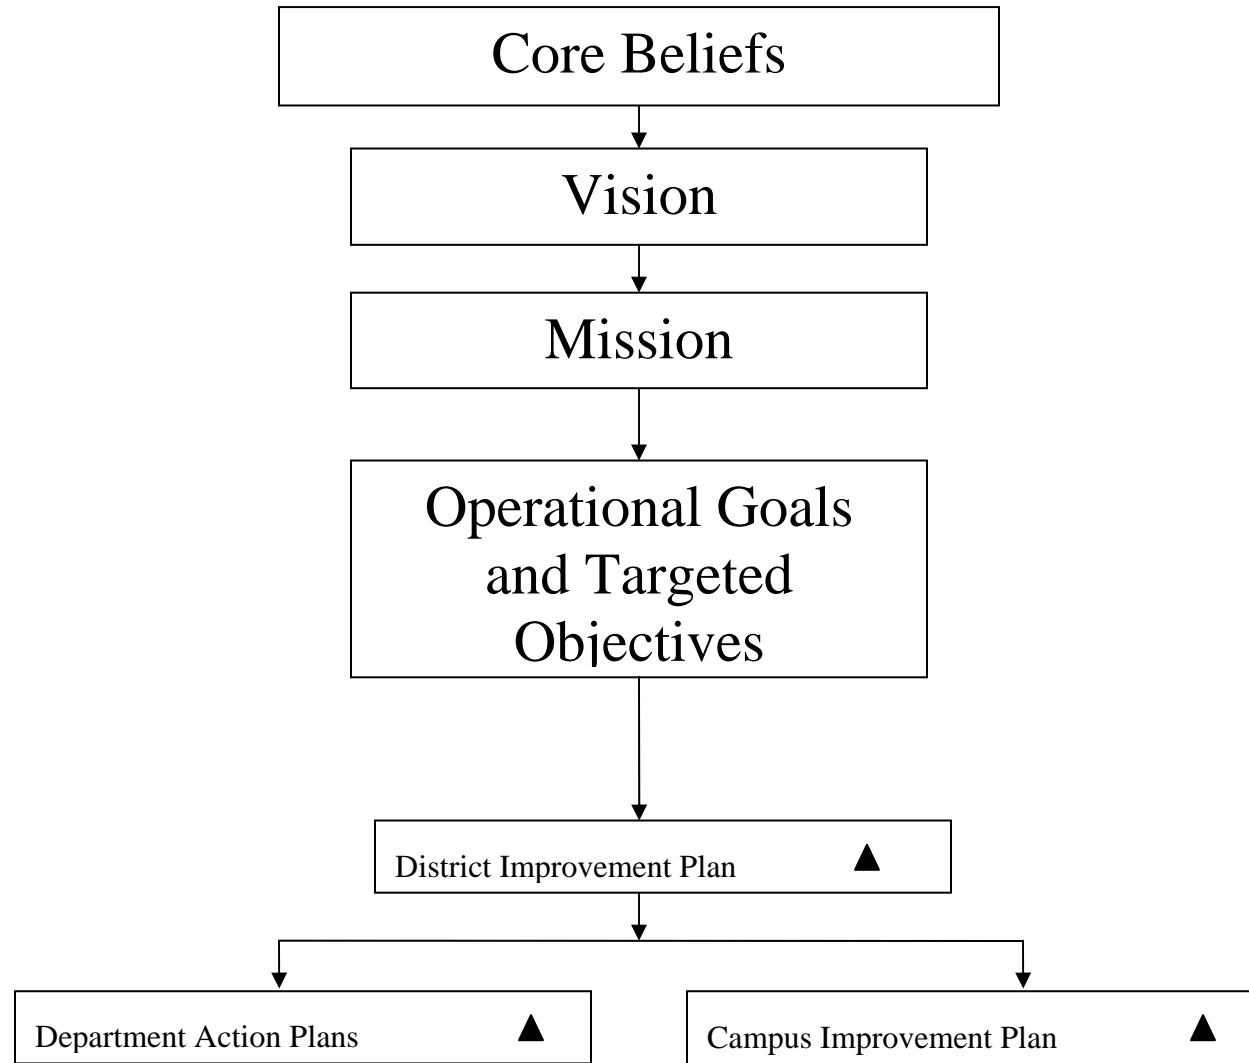 Core Beliefs
Vision
Mission
Operational Goals
and Targeted
Objectives
District Improvement Plan ▲
Department Action Plans ▲
Campus Improvement Plan ▲